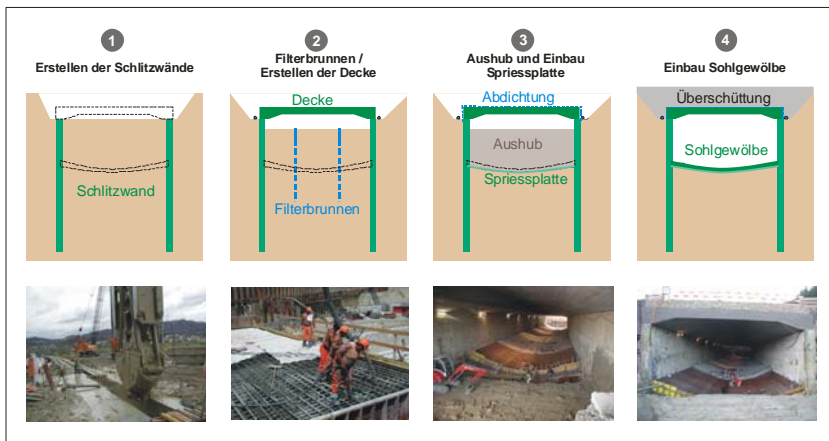 1
Erstellen der Schlitzwände
Schlitzwand
2
Filterbrunnen /
Erstellen der Decke
Decke
Filterbrunnen
3
Aushub und Einbau
Spriessplatte
Abdichtung
Aushub
Spriessplatte
4
Einbau Sohlgewölbe
Überschüttung
Sohlgewölbe